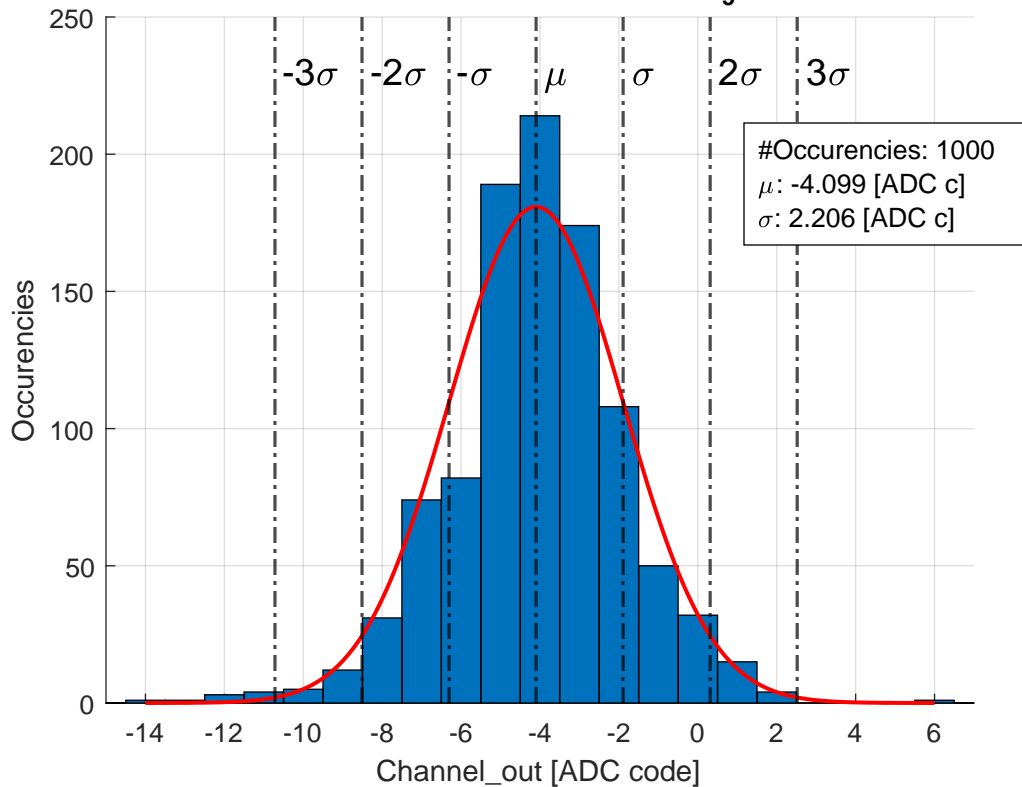 250
200
150
100
50
0
-3σ -2σ -σ μ σ 2σ 3σ
#Occurencies: 1000
μ: -4.099 [ADC c]
σ: 2.206 [ADC c]
Occurencies
-14 -12 -10 -8 -6 -4 -2 0 2 4 6
Channel_out [ADC code]